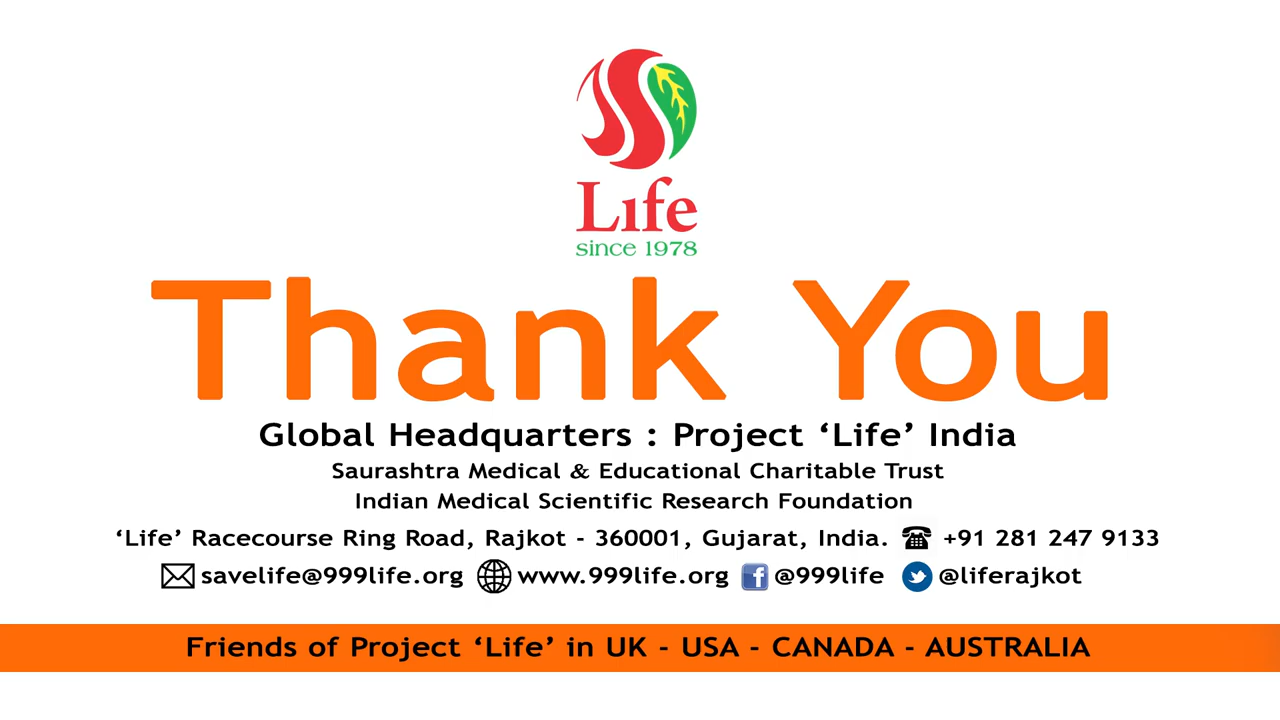 Life
since 1978
Thank You
Global Headquarters : Project ‘Life’ India
Saurashtra Medical & Educational Charitable Trust
Indian Medical Scientific Research Foundation
‘Life’ Racecourse Ring Road, Rajkot - 360001, Gujarat, India. +91 281 247 9133
savelife@999life.org www.999life.org @999life @liferajkot
Friends of Project ‘Life’ in UK - USA - CANADA - AUSTRALIA